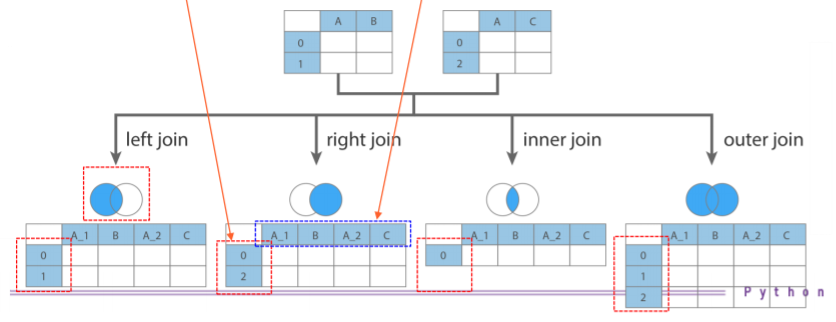 A B A C
0 0
1 2
left join right join inner join outer join
A_1 B A_2 C A_1 B A_2 C A_1 B A_2 C A_1 B A_2 C
0 0 0 0
1 2 1
2 Python